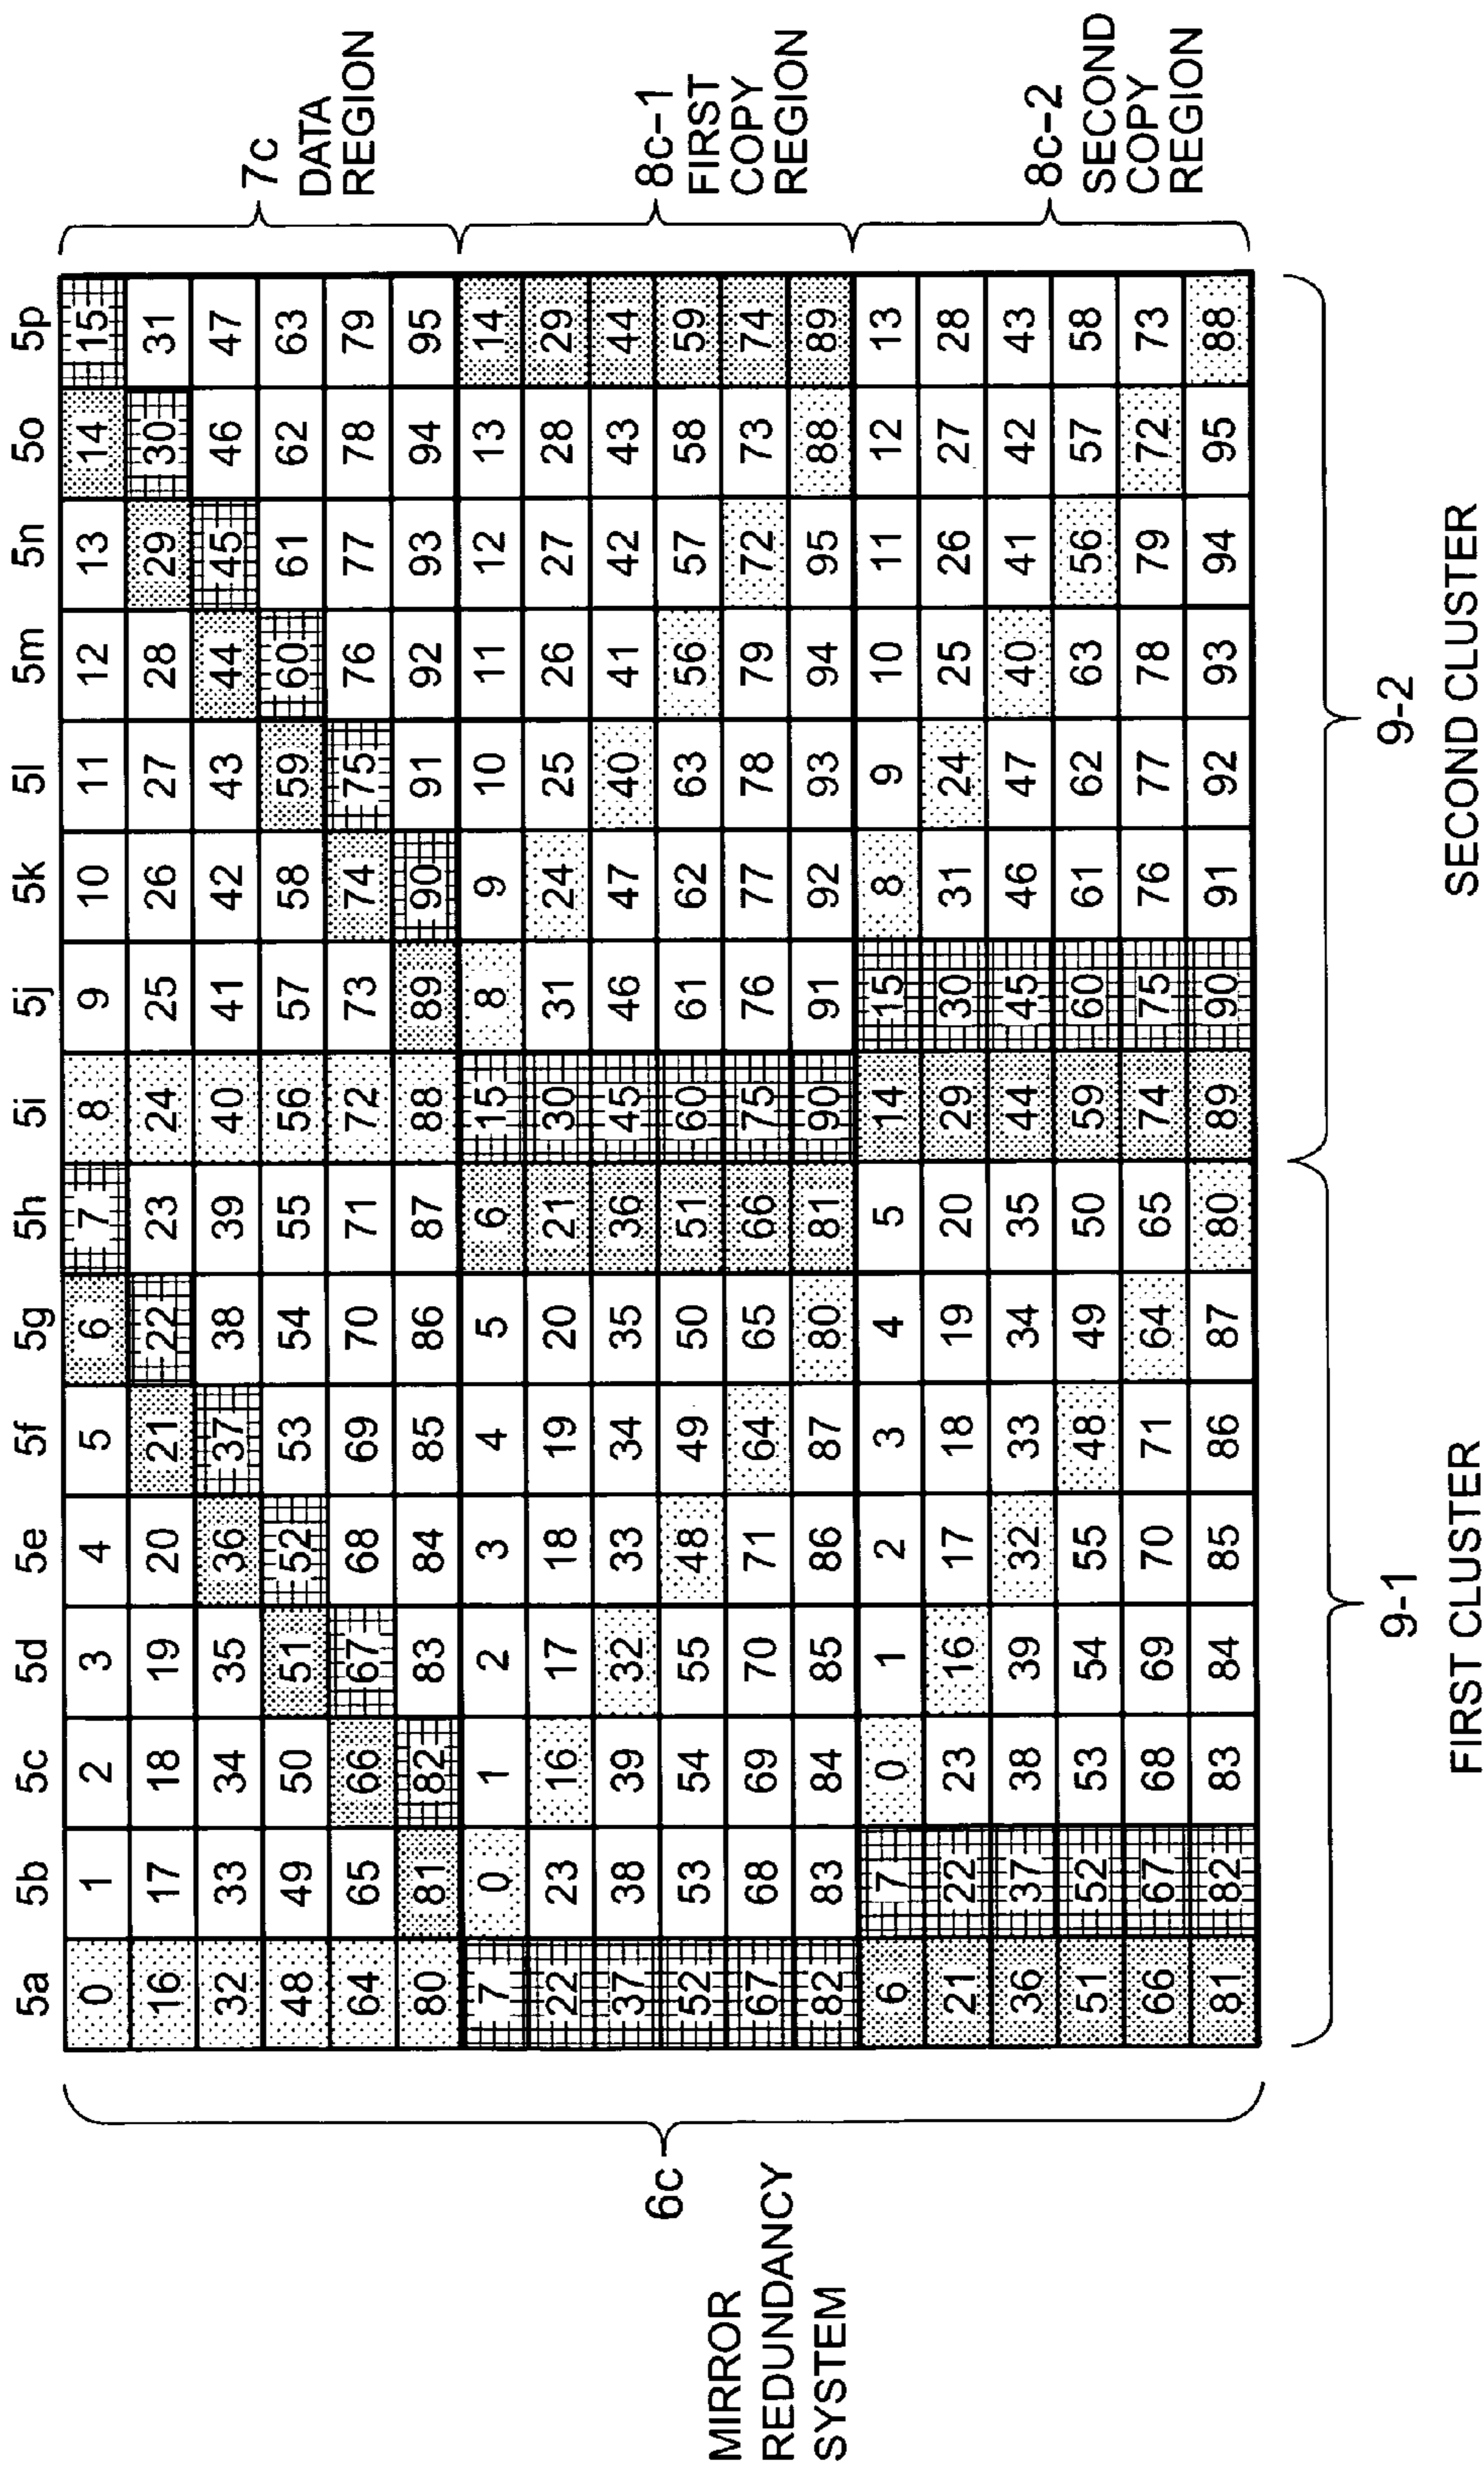 5a 5b 5c 5d 5e 5f 5g 5h 5i 5j 5k 5l 5m 5n 5o 5p
0 1 2 3 4 5 6 7 8 9 10 11 12 13 14 15
16 17 18 19 20 21 22 23 24 25 26 27 28 29 30 31
32 33 34 35 36 37 38 39 40 41 42 43 44 45 46 47
48 49 50 51 52 53 54 55 56 57 58 59 60 61 62 63
64 65 66 67 68 69 70 71 72 73 74 75 76 77 78 79
80 81 82 83 84 85 86 87 88 89 90 91 92 93 94 95
7 0 1 2 3 4 5 6 15 8 9 10 11 12 13 14
22 23 16 17 18 19 20 21 30 31 24 25 26 27 28 29
37 38 39 32 33 34 35 36 45 46 47 40 41 42 43 44
52 53 54 55 48 49 50 51 60 61 62 63 56 57 58 59
67 68 69 70 71 64 65 66 75 76 77 78 79 72 73 74
82 83 84 85 86 87 80 81 90 91 92 93 94 95 88 89
6 7 0 1 2 3 4 5 14 15 8 9 10 11 12 13
21 22 23 16 17 18 19 20 29 30 31 24 25 26 27 28
36 37 38 39 32 33 34 35 44 45 46 47 40 41 42 43
51 52 53 54 55 48 49 50 59 60 61 62 63 56 57 58
66 67 68 69 70 71 64 65 74 75 76 77 78 79 72 73
81 82 83 84 85 86 87 80 89 90 91 92 93 94 95 88
7c
DATA
REGION
8c-1
FIRST
COPY
REGION
8c-2
SECOND
COPY
REGION
6c
MIRROR
REDUNDANCY
SYSTEM
9-1
FIRST CLUSTER
9-2
SECOND CLUSTER